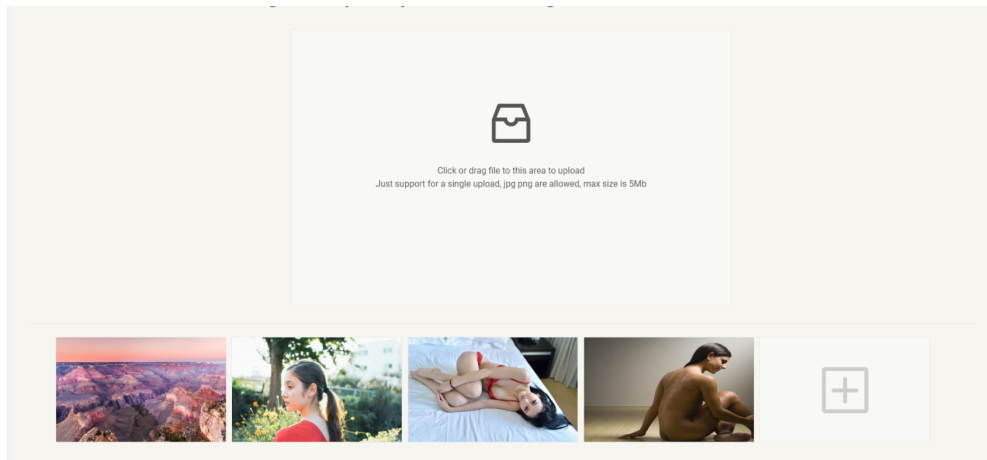 Click or drag file to this area to upload
Just support for a single upload, jpg png are allowed, max size is 5Mb